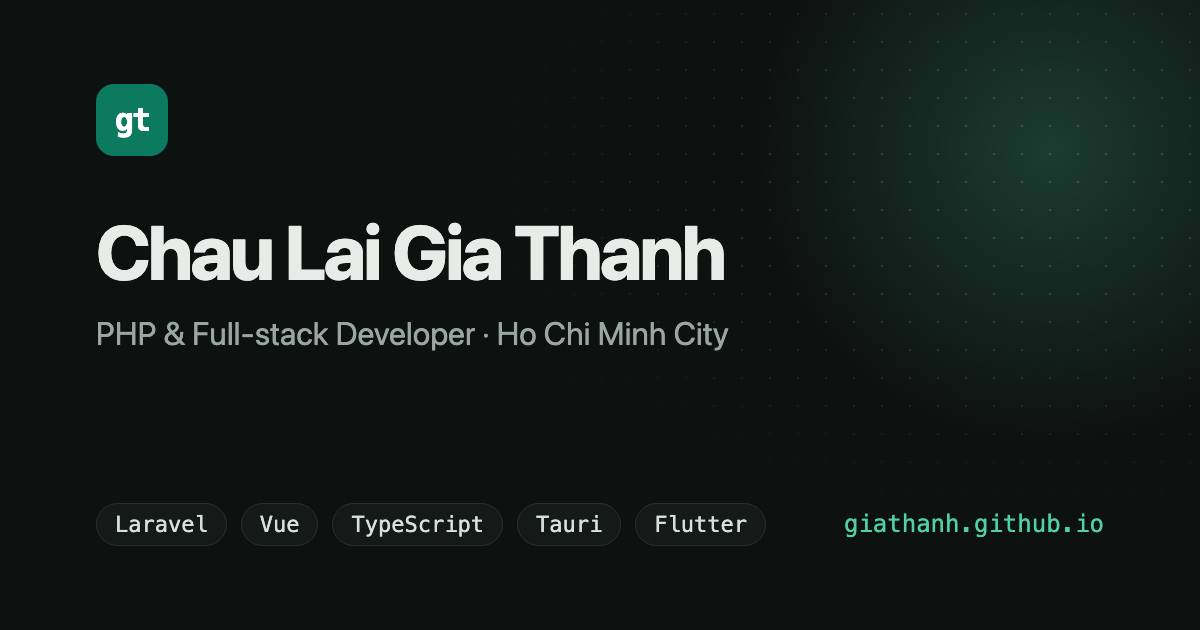 gt
Chau Lai Gia Thanh
PHP & Full-stack Developer · Ho Chi Minh City
Laravel Vue TypeScript Tauri Flutter giathanh.github.io